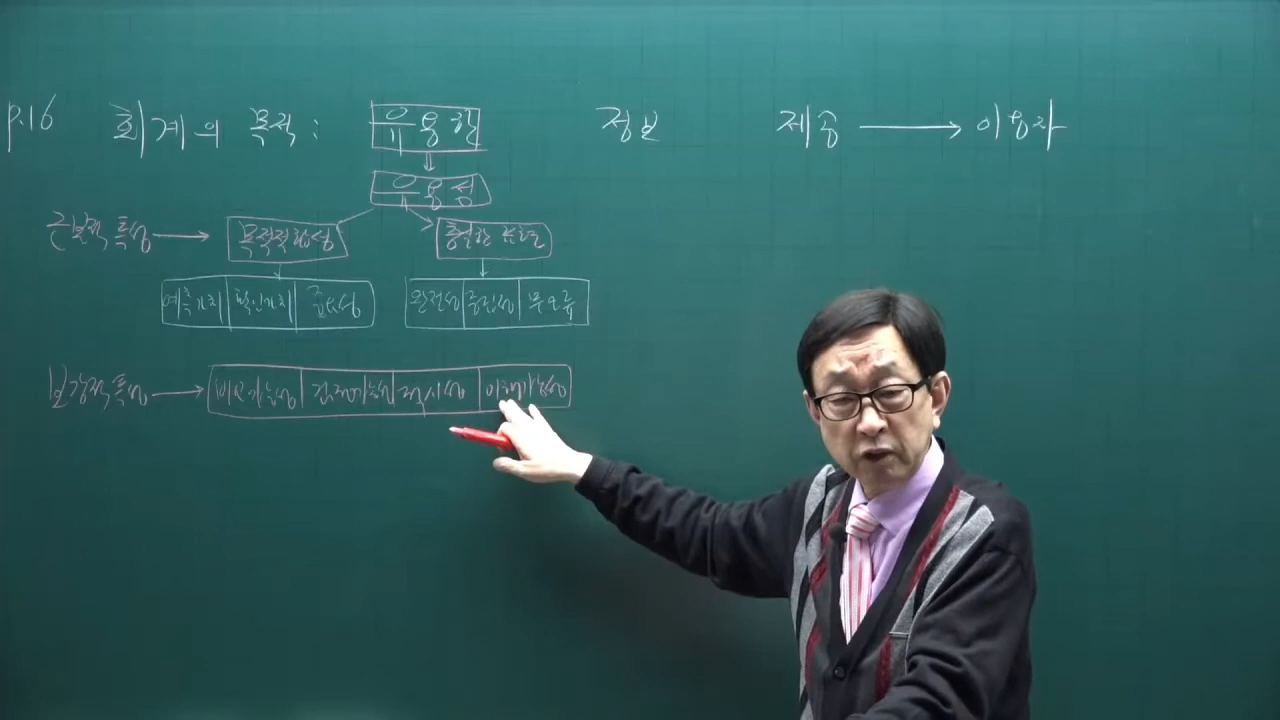 p.16 회계의 목적: 유용한 정보 제공 → 이용자
유용성
근본적 특성 → 목적적합성 충실한 표현
예측가치 확인가치 중요성 완전성 중립성 무오류
보강적 특성 → 비교가능성 검증가능성 적시성 이해가능성